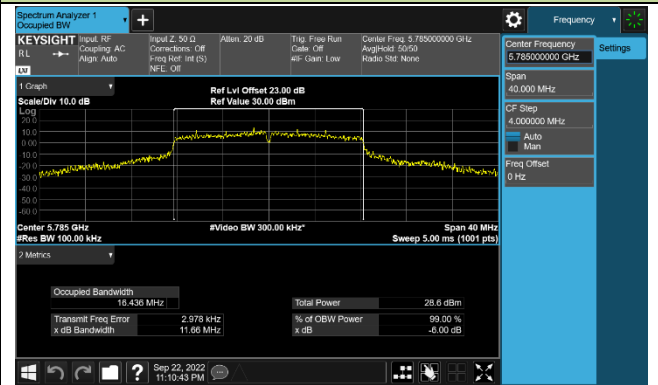 Spectrum Analyzer 1
Occupied BW
+
Frequency
KEYSIGHT
RL
LXI
Input: RF
Coupling: AC
Align: Auto
Input Z: 50 Ω
Corrections: Off
Freq Ref: Int (S)
NFE: Off
Atten: 20 dB
Trig: Free Run
Gate: Off
#IF Gain: Low
Center Freq: 5.785000000 GHz
Avg|Hold: 50/50
Radio Std: None
Center Frequency
5.785000000 GHz
Settings
Span
40.000 MHz
CF Step
4.000000 MHz
Auto
Man
Freq Offset
0 Hz
1 Graph
Scale/Div 10.0 dB
Ref Lvl Offset 23.00 dB
Ref Value 30.00 dBm
Log
20.0
10.0
0.00
-10.0
-20.0
-30.0
-40.0
-50.0
-60.0
Center 5.785 GHz
#Video BW 300.00 kHz*
Span 40 MHz
#Res BW 100.00 kHz
Sweep 5.00 ms (1001 pts)
2 Metrics
Occupied Bandwidth
16.436 MHz
Total Power 28.6 dBm
Transmit Freq Error 2.978 kHz
% of OBW Power 99.00 %
x dB Bandwidth 11.66 MHz
x dB -6.00 dB
?
Sep 22, 2022
11:10:43 PM